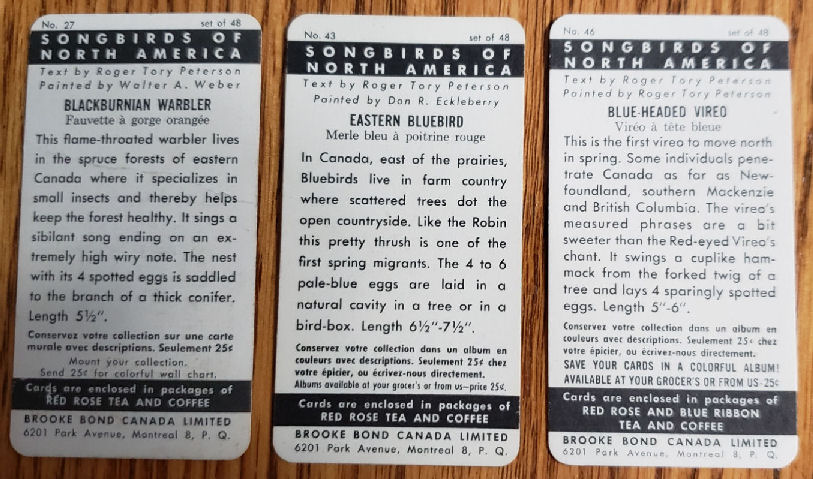 No. 27 set of 48
SONGBIRDS OF
NORTH AMERICA
Text by Roger Tory Peterson
Painted by Walter A. Weber
BLACKBURNIAN WARBLER
Fauvette à gorge orangée
This flame-throated warbler lives
in the spruce forests of eastern
Canada where it specializes in
small insects and thereby helps
keep the forest healthy. It sings a
sibilant song ending on an ex-
tremely high wiry note. The nest
with its 4 spotted eggs is saddled
to the branch of a thick conifer.
Length 5½".
Conservez votre collection sur une carte
murale avec descriptions. Seulement 25¢
Mount your collection.
Send 25¢ for colorful wall chart.
Cards are enclosed in packages of
RED ROSE TEA AND COFFEE
BROOKE BOND CANADA LIMITED
6201 Park Avenue, Montreal 8, P. Q.
No. 43 set of 48
SONGBIRDS OF
NORTH AMERICA
Text by Roger Tory Peterson
Painted by Don R. Eckleberry
EASTERN BLUEBIRD
Merle bleu à poitrine rouge
In Canada, east of the prairies,
Bluebirds live in farm country
where scattered trees dot the
open countryside. Like the Robin
this pretty thrush is one of the
first spring migrants. The 4 to 6
pale-blue eggs are laid in a
natural cavity in a tree or in a
bird-box. Length 6½"-7½".
Conservez votre collection dans un album en
couleurs avec descriptions. Seulement 25¢ chez
votre épicier, ou écrivez-nous directement.
Albums available at your grocer's or from us—price 25¢.
Cards are enclosed in packages of
RED ROSE TEA AND COFFEE
BROOKE BOND CANADA LIMITED
6201 Park Avenue, Montreal 8, P. Q.
No. 46 set of 48
SONGBIRDS OF
NORTH AMERICA
Text by Roger Tory Peterson
Painted by Roger Tory Peterson
BLUE-HEADED VIREO
Viréo à tête bleue
This is the first vireo to move north
in spring. Some individuals pene-
trate Canada as far as New-
foundland, southern Mackenzie
and British Columbia. The vireo's
measured phrases are a bit
sweeter than the Red-eyed Vireo's
chant. It swings a cuplike ham-
mock from the forked twig of a
tree and lays 4 sparingly spotted
eggs. Length 5"-6".
Conservez votre collection dans un album en
couleurs avec descriptions. Seulement 25¢ chez
votre épicier, ou écrivez-nous directement.
SAVE YOUR CARDS IN A COLORFUL ALBUM!
AVAILABLE AT YOUR GROCER'S OR FROM US-25¢
Cards are enclosed in packages of
RED ROSE AND BLUE RIBBON
TEA AND COFFEE
BROOKE BOND CANADA LIMITED
6201 Park Avenue, Montreal 8, P. Q.